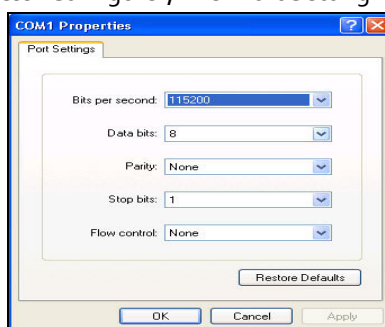 COM1 Properties
Port Settings
Bits per second: 115200
Data bits: 8
Parity: None
Stop bits: 1
Flow control: None
Restore Defaults
OK Cancel Apply